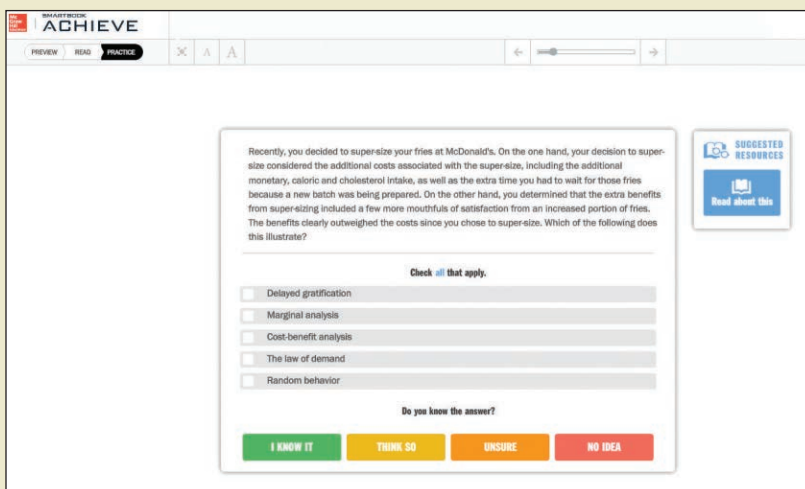 SMARTBOOK
ACHIEVE
PREVIEW READ PRACTICE A A
SUGGESTED
RESOURCES
Read about this
Recently, you decided to super-size your fries at McDonald's. On the one hand, your decision to super-
size considered the additional costs associated with the super-size, including the additional
monetary, caloric and cholesterol intake, as well as the extra time you had to wait for those fries
because a new batch was being prepared. On the other hand, you determined that the extra benefits
from super-sizing included a few more mouthfuls of satisfaction from an increased portion of fries.
The benefits clearly outweighed the costs since you chose to super-size. Which of the following does
this illustrate?
Check all that apply.
Delayed gratification
Marginal analysis
Cost-benefit analysis
The law of demand
Random behavior
Do you know the answer?
I KNOW IT THINK SO UNSURE NO IDEA